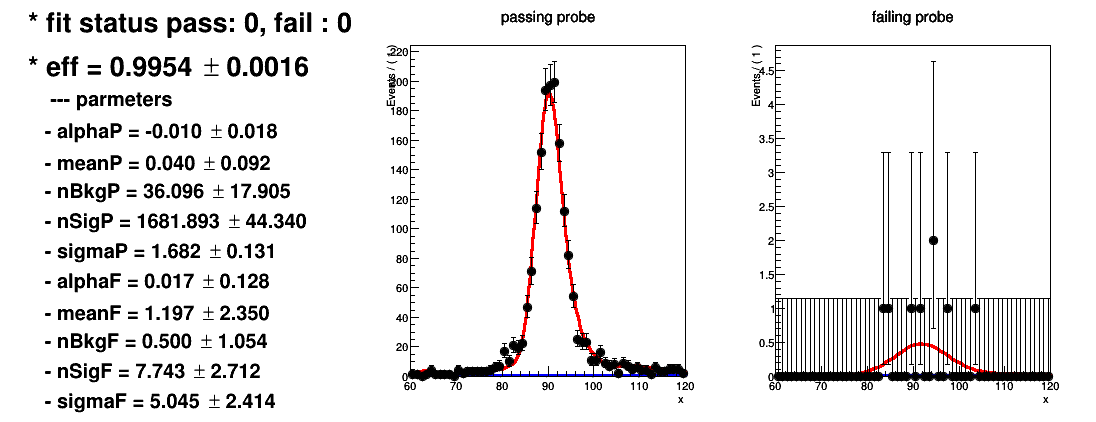 * fit status pass: 0, fail : 0
* eff = 0.9954 ± 0.0016
--- parmeters
- alphaP = -0.010 ± 0.018
- meanP = 0.040 ± 0.092
- nBkgP = 36.096 ± 17.905
- nSigP = 1681.893 ± 44.340
- sigmaP = 1.682 ± 0.131
- alphaF = 0.017 ± 0.128
- meanF = 1.197 ± 2.350
- nBkgF = 0.500 ± 1.054
- nSigF = 7.743 ± 2.712
- sigmaF = 5.045 ± 2.414
passing probe
Events / ( 1 )
220
200
180
160
140
120
100
80
60
40
20
0
60 70 80 90 100 110 120
x
failing probe
Events / ( 1 )
4.5
4
3.5
3
2.5
2
1.5
1
0.5
0
60 70 80 90 100 110 120
x